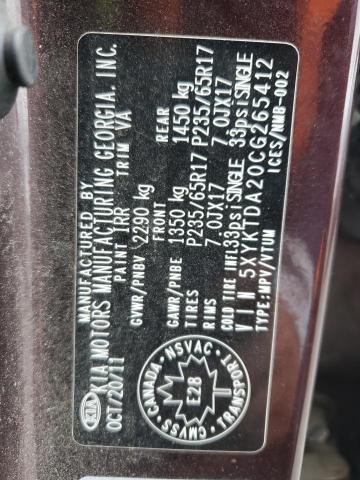 MANUFACTURED BY
KIA MOTORS MANUFACTURING GEORGIA, INC.
OCT/20/11 PAINT 1RR TRIM VA
GVWR/PNBV 2290 kg
FRONT REAR
GAWR/PNBE 1350 kg 1450 kg
TIRES P235/65R17 P235/65R17
RIMS 7.0JX17 7.0JX17
COLD TIRE INFL 33psiSINGLE 33psiSINGLE
VIN 5XYKTDA20CG265412
TYPE:MPV/VTUM ICES/NMB-002
KIA
NSVAC
CANADA
E28
TRANSPORT
CMVSS